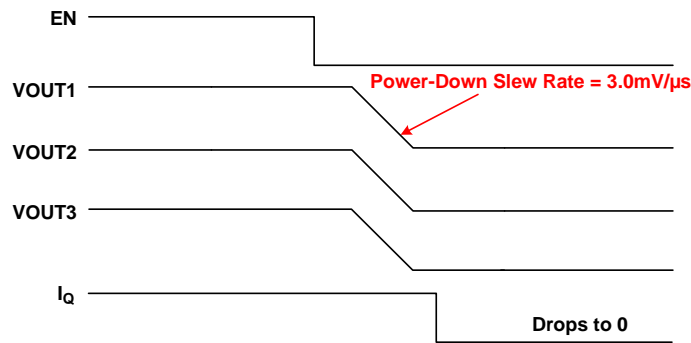 EN
Power-Down Slew Rate = 3.0mV/µs
VOUT1
VOUT2
VOUT3
IQ
Drops to 0